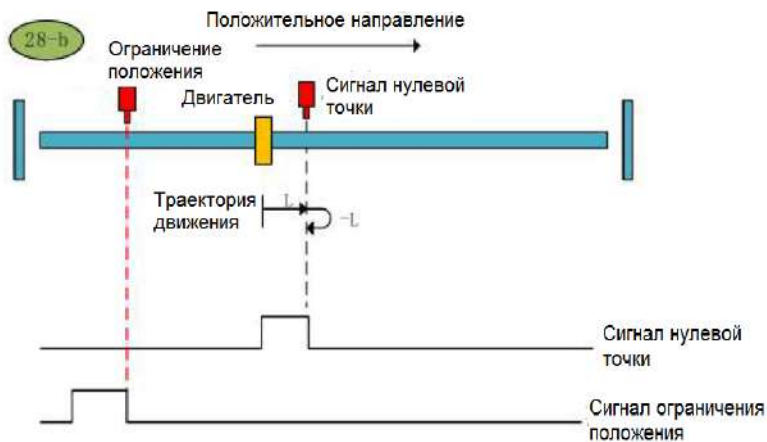 28-b
Положительное направление
Ограничение
положения
Двигатель
Сигнал нулевой
точки
Траектория
движения
L
-L
Сигнал нулевой
точки
Сигнал ограничения
положения